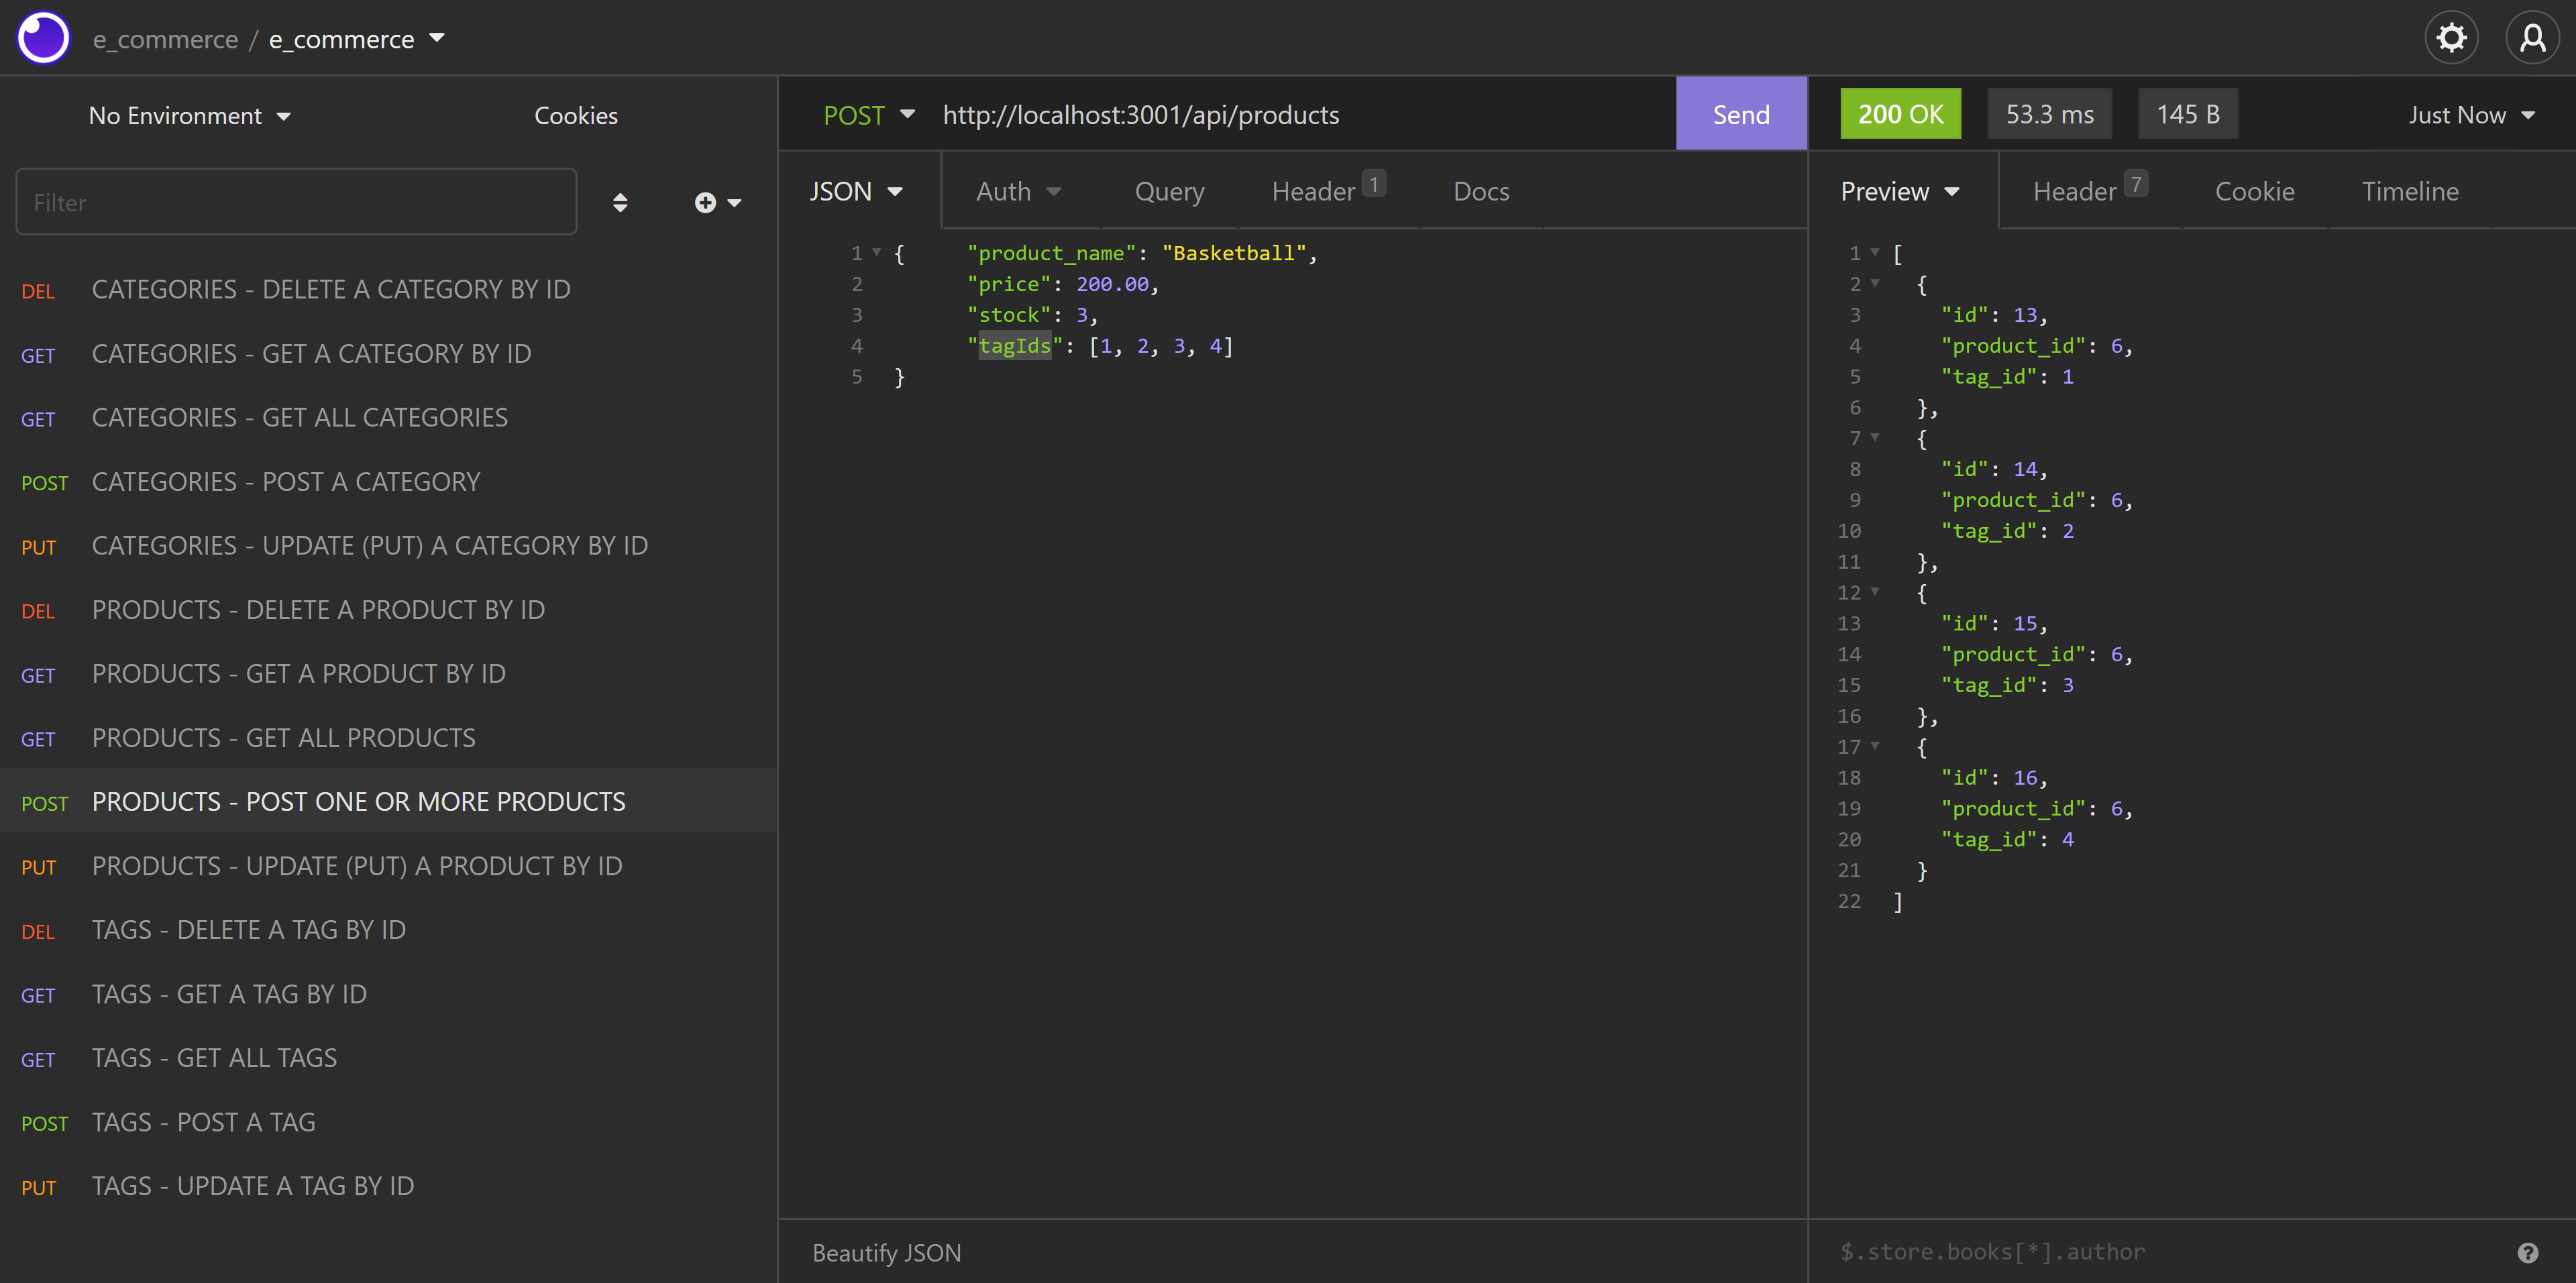 e_commerce / e_commerce
No Environment
Cookies
Filter
DEL CATEGORIES - DELETE A CATEGORY BY ID
GET CATEGORIES - GET A CATEGORY BY ID
GET CATEGORIES - GET ALL CATEGORIES
POST CATEGORIES - POST A CATEGORY
PUT CATEGORIES - UPDATE (PUT) A CATEGORY BY ID
DEL PRODUCTS - DELETE A PRODUCT BY ID
GET PRODUCTS - GET A PRODUCT BY ID
GET PRODUCTS - GET ALL PRODUCTS
POST PRODUCTS - POST ONE OR MORE PRODUCTS
PUT PRODUCTS - UPDATE (PUT) A PRODUCT BY ID
DEL TAGS - DELETE A TAG BY ID
GET TAGS - GET A TAG BY ID
GET TAGS - GET ALL TAGS
POST TAGS - POST A TAG
PUT TAGS - UPDATE A TAG BY ID
POST http://localhost:3001/api/products Send
JSON Auth Query Header 1 Docs
1 { "product_name": "Basketball",
2 "price": 200.00,
3 "stock": 3,
4 "tagIds": [1, 2, 3, 4]
5 }
Beautify JSON
200 OK 53.3 ms 145 B Just Now
Preview Header 7 Cookie Timeline
1 [
2 {
3 "id": 13,
4 "product_id": 6,
5 "tag_id": 1
6 },
7 {
8 "id": 14,
9 "product_id": 6,
10 "tag_id": 2
11 },
12 {
13 "id": 15,
14 "product_id": 6,
15 "tag_id": 3
16 },
17 {
18 "id": 16,
19 "product_id": 6,
20 "tag_id": 4
21 }
22 ]
$.store.books[*].author ?